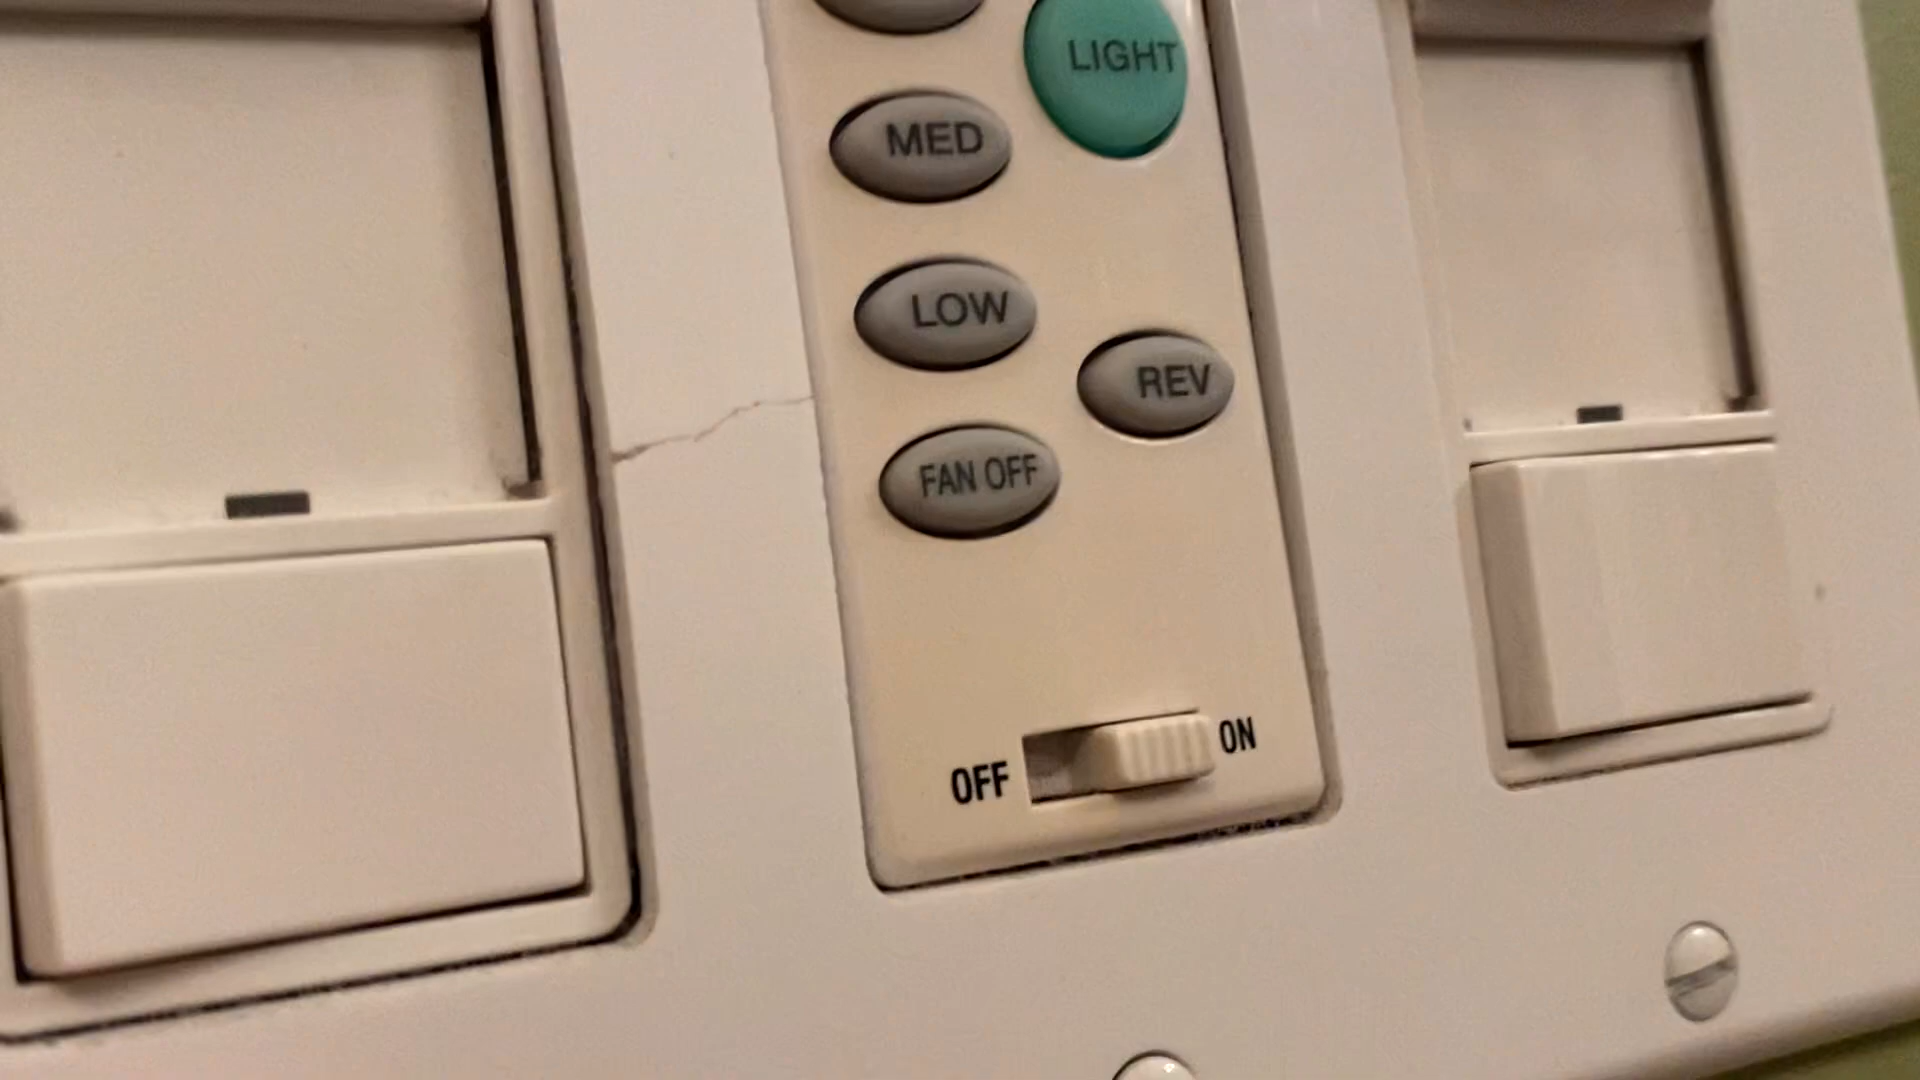 LIGHT
MED
LOW
REV
FAN OFF
OFF
ON